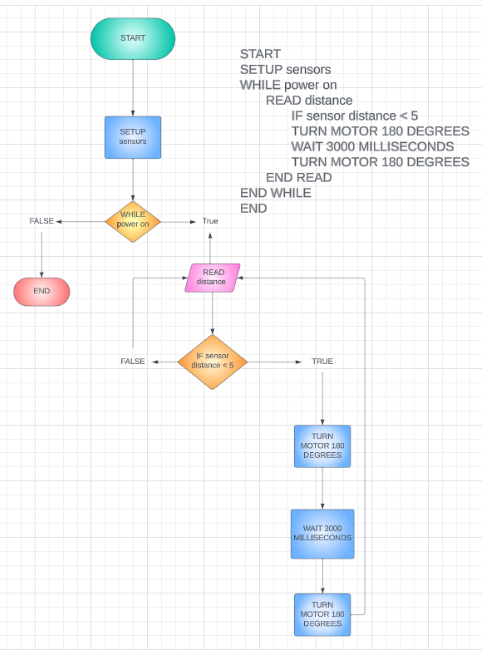 START
START
SETUP sensors
WHILE power on
READ distance
IF sensor distance < 5
TURN MOTOR 180 DEGREES
WAIT 3000 MILLISECONDS
TURN MOTOR 180 DEGREES
END READ
END WHILE
END
SETUP
sensors
FALSE
WHILE
power on
True
END
READ
distance
FALSE
IF sensor
distance < 5
TRUE
TURN
MOTOR 180
DEGREES
WAIT 3000
MILLISECONDS
TURN
MOTOR 180
DEGREES